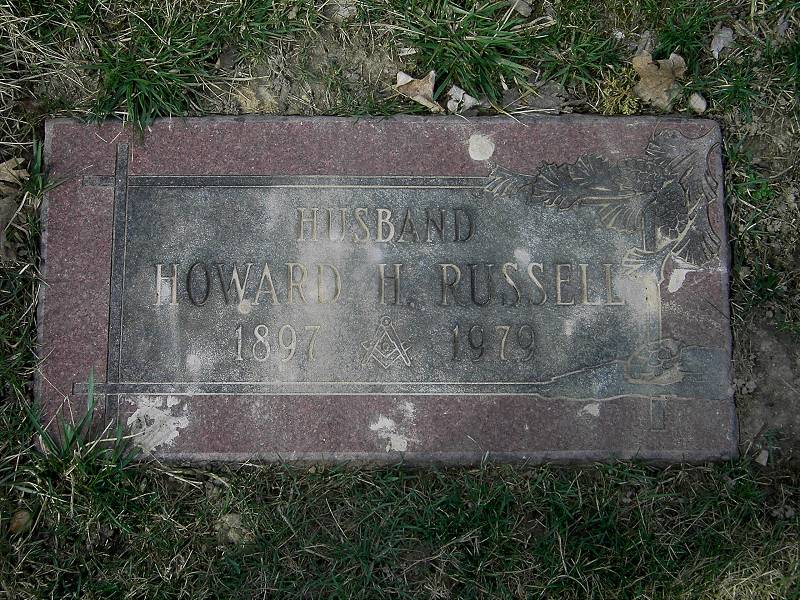 HUSBAND
HOWARD H. RUSSELL
1897 1979